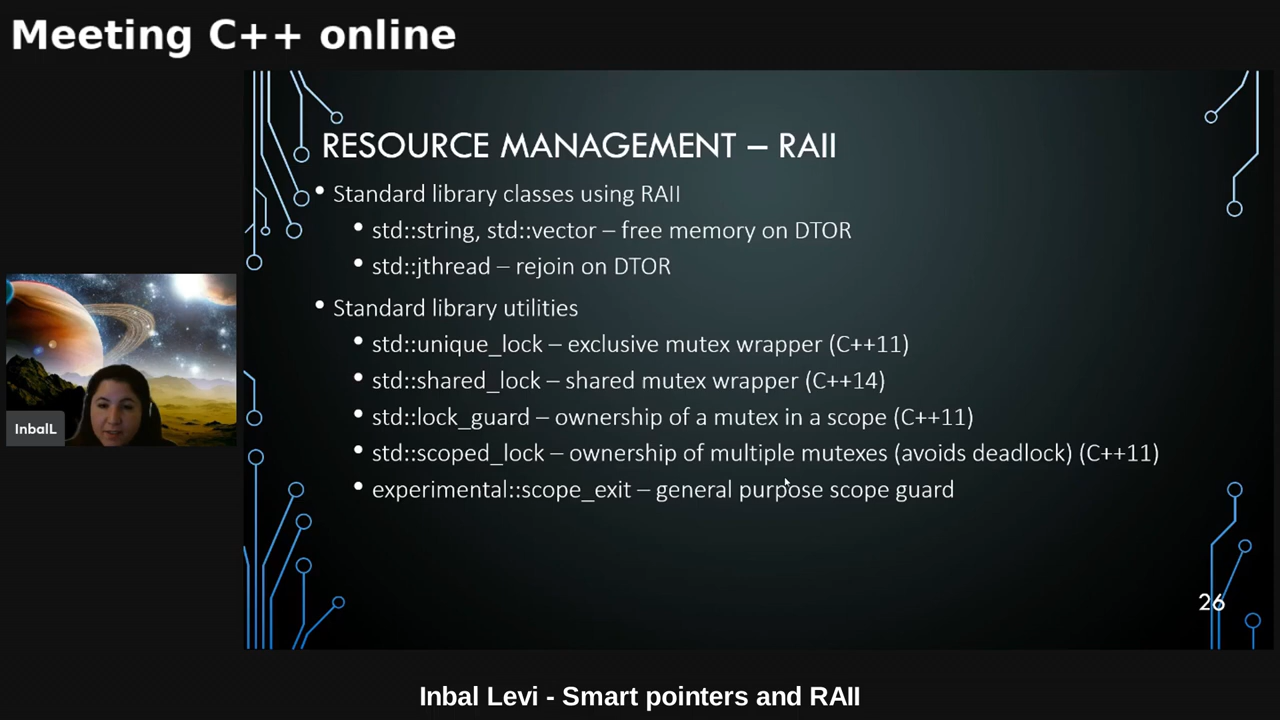 Meeting C++ online
RESOURCE MANAGEMENT – RAII
• Standard library classes using RAII
• std::string, std::vector – free memory on DTOR
• std::jthread – rejoin on DTOR
• Standard library utilities
• std::unique_lock – exclusive mutex wrapper (C++11)
• std::shared_lock – shared mutex wrapper (C++14)
• std::lock_guard – ownership of a mutex in a scope (C++11)
• std::scoped_lock – ownership of multiple mutexes (avoids deadlock) (C++11)
• experimental::scope_exit – general purpose scope guard
InbalL
26
Inbal Levi - Smart pointers and RAII